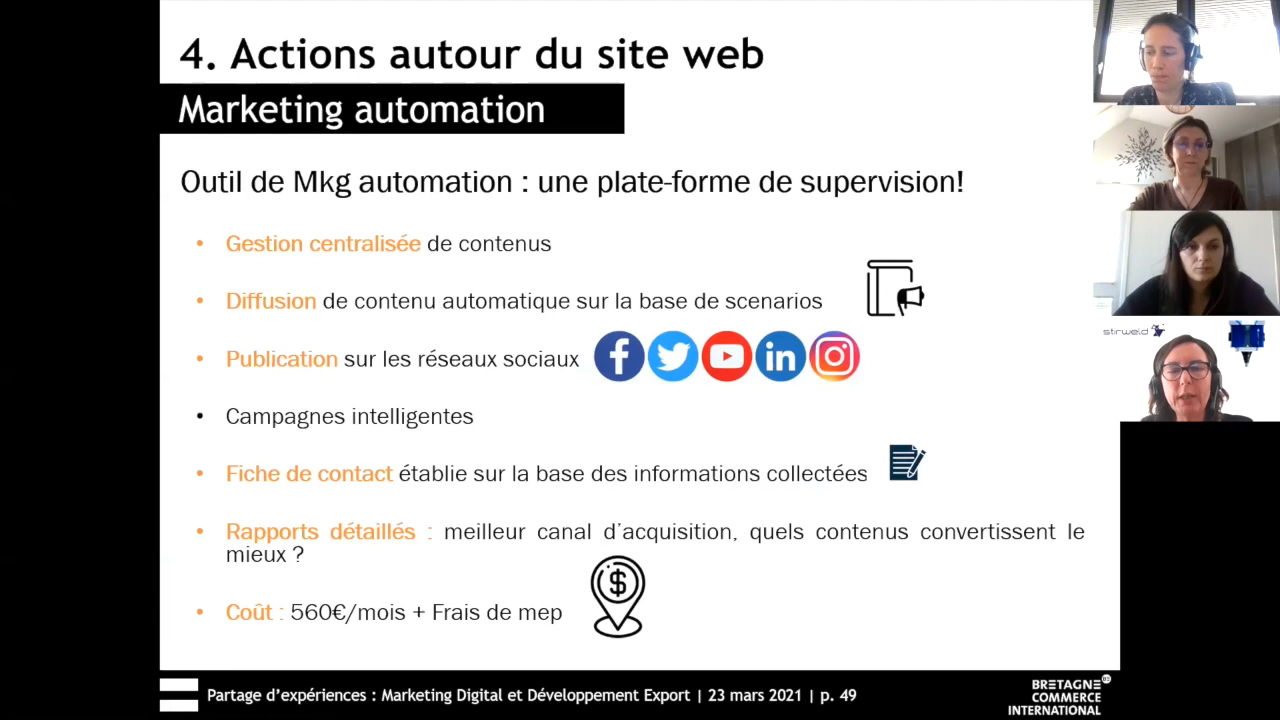 4. Actions autour du site web
Marketing automation
Outil de Mkg automation : une plate-forme de supervision!
• Gestion centralisée de contenus
• Diffusion de contenu automatique sur la base de scenarios
• Publication sur les réseaux sociaux
• Campagnes intelligentes
• Fiche de contact établie sur la base des informations collectées
• Rapports détaillés : meilleur canal d’acquisition, quels contenus convertissent le
mieux ?
• Coût : 560€/mois + Frais de mep
stirweld
Partage d’expériences : Marketing Digital et Développement Export | 23 mars 2021 | p. 49
BRETAGNE
COMMERCE
INTERNATIONAL